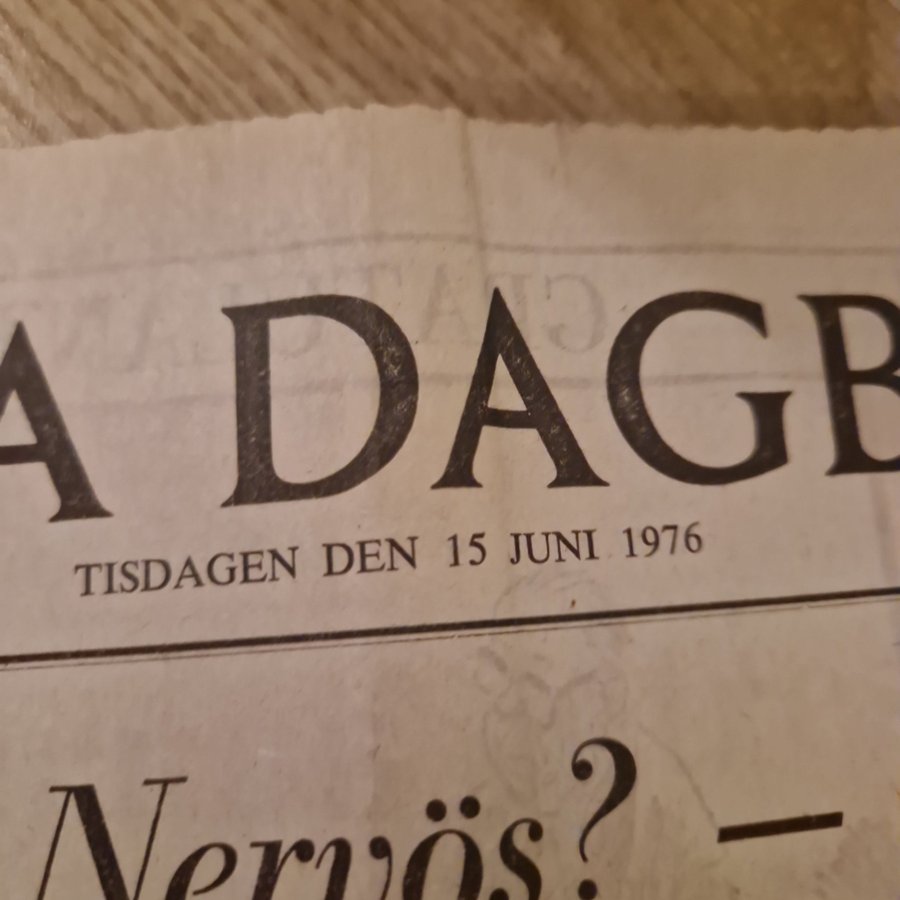 A DAGB
TISDAGEN DEN 15 JUNI 1976
Nervös? –